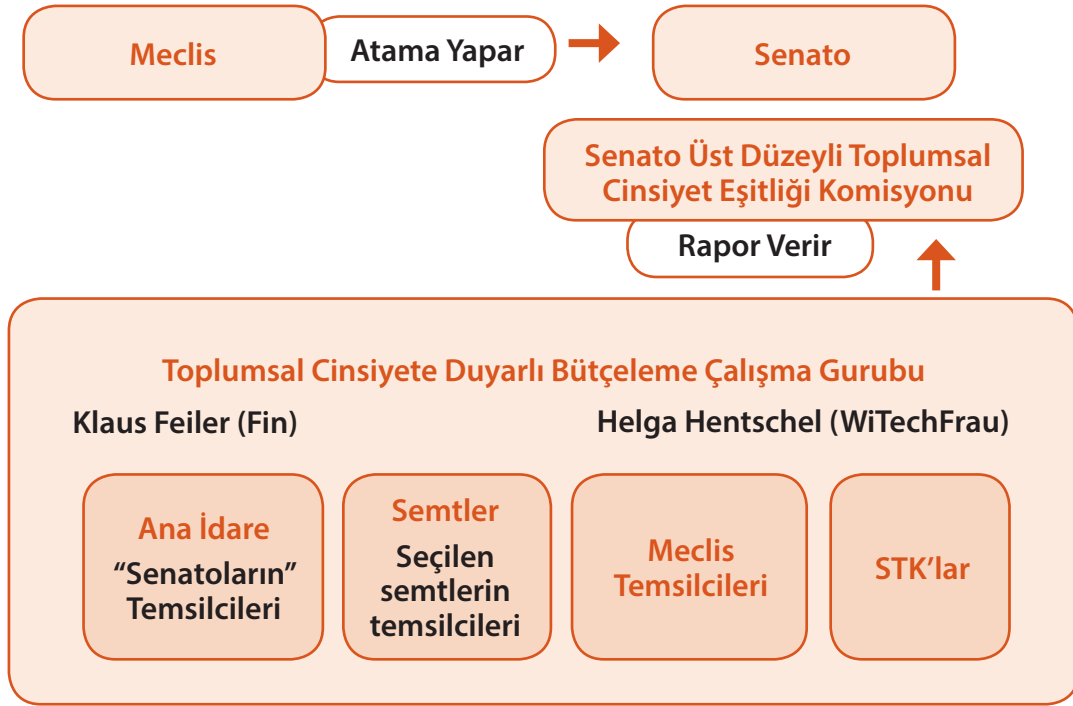 Meclis
Atama Yapar
Senato
Senato Üst Düzeyli Toplumsal
Cinsiyet Eşitliği Komisyonu
Rapor Verir
Toplumsal Cinsiyete Duyarlı Bütçeleme Çalışma Gurubu
Klaus Feiler (Fin)
Helga Hentschel (WiTechFrau)
Ana İdare
“Senatoların”
Temsilcileri
Semtler
Seçilen
semtlerin
temsilcileri
Meclis
Temsilcileri
STK’lar